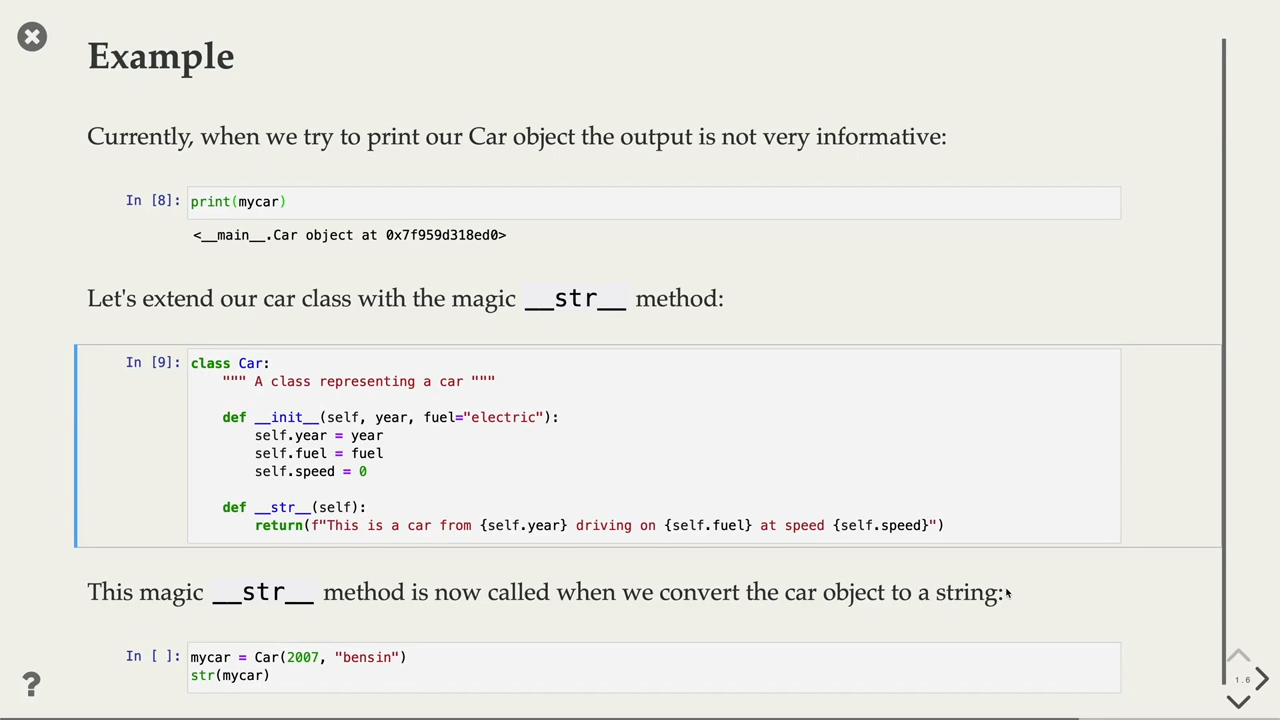 Example
Currently, when we try to print our Car object the output is not very informative:
In [8]: print(mycar)
<__main__.Car object at 0x7f959d318ed0>
Let's extend our car class with the magic __str__ method:
In [9]: class Car:
    """ A class representing a car """
    def __init__(self, year, fuel="electric"):
        self.year = year
        self.fuel = fuel
        self.speed = 0
    def __str__(self):
        return(f"This is a car from {self.year} driving on {self.fuel} at speed {self.speed}")
This magic __str__ method is now called when we convert the car object to a string:
In [ ]: mycar = Car(2007, "bensin")
str(mycar)
?
1.6